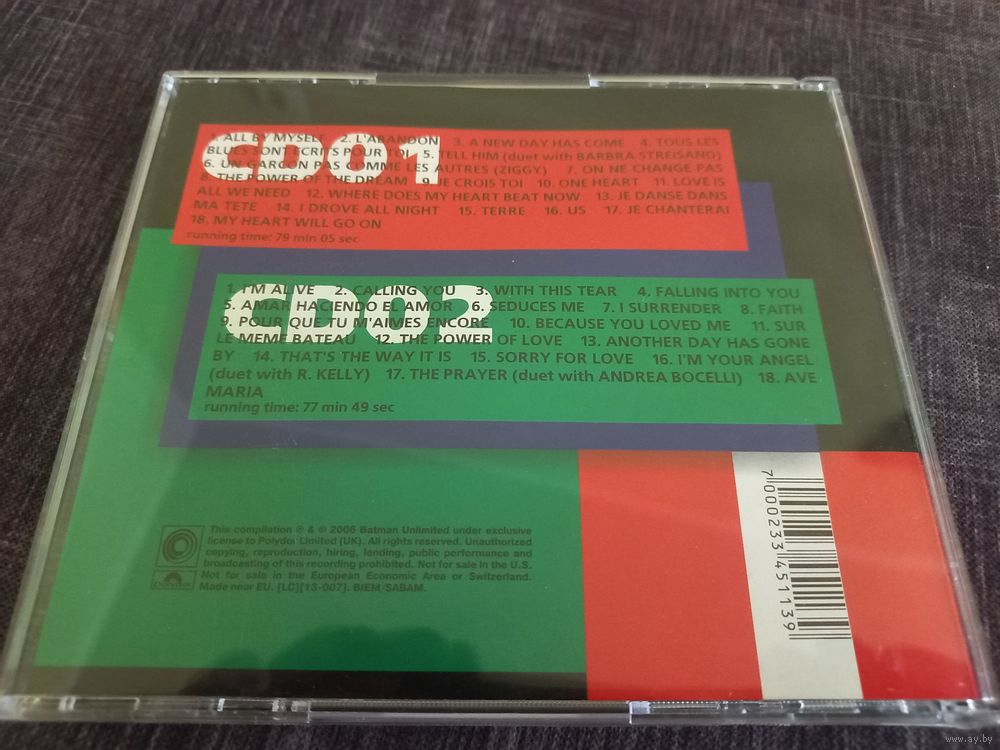 CD01
1. ALL BY MYSELF 2. L'ABANDON 3. A NEW DAY HAS COME 4. TOUS LES
BLUES SONT ECRITS POUR TOI 5. TELL HIM (duet with BARBRA STREISAND)
6. UN GARCON PAS COMME LES AUTRES (ZIGGY) 7. ON NE CHANGE PAS
8. THE POWER OF THE DREAM 9. JE CROIS TOI 10. ONE HEART 11. LOVE IS
ALL WE NEED 12. WHERE DOES MY HEART BEAT NOW 13. JE DANSE DANS
MA TETE 14. I DROVE ALL NIGHT 15. TERRE 16. US 17. JE CHANTERAI
18. MY HEART WILL GO ON
running time: 79 min 05 sec
CD02
1. I'M ALIVE 2. CALLING YOU 3. WITH THIS TEAR 4. FALLING INTO YOU
5. AMAR HACIENDO EL AMOR 6. SEDUCES ME 7. I SURRENDER 8. FAITH
9. POUR QUE TU M'AIMES ENCORE 10. BECAUSE YOU LOVED ME 11. SUR
LE MEME BATEAU 12. THE POWER OF LOVE 13. ANOTHER DAY HAS GONE
BY 14. THAT'S THE WAY IT IS 15. SORRY FOR LOVE 16. I'M YOUR ANGEL
(duet with R. KELLY) 17. THE PRAYER (duet with ANDREA BOCELLI) 18. AVE
MARIA
running time: 77 min 49 sec
This compilation ℗ & © 2006 Batman Unlimited under exclusive
license to Polydor Limited (UK). All rights reserved. Unauthorized
copying, reproduction, hiring, lending, public performance and
broadcasting of this recording prohibited. Not for sale in the U.S.
Not for sale in the European Economic Area or Switzerland.
Made near EU. [LC][13-007]. BIEM/SABAM.
Polydor
7000233451139
www.ay.by